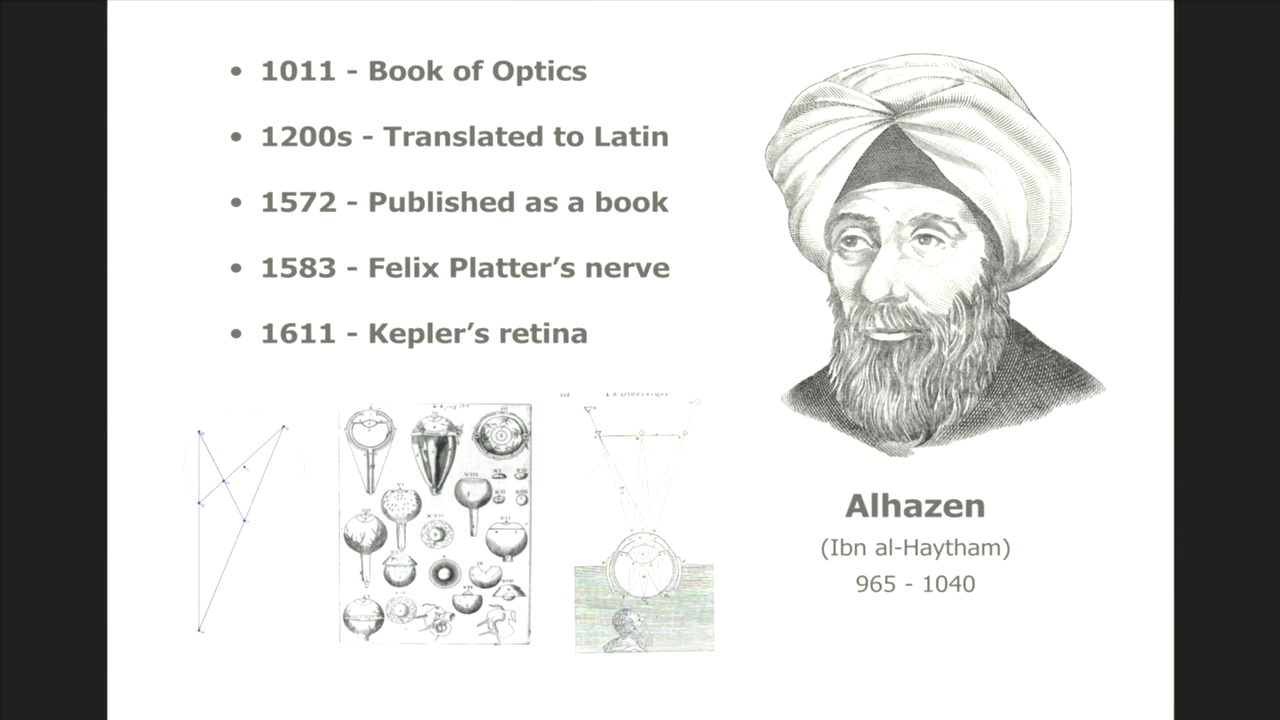 • 1011 - Book of Optics
• 1200s - Translated to Latin
• 1572 - Published as a book
• 1583 - Felix Platter’s nerve
• 1611 - Kepler’s retina
VIII
Alhazen
(Ibn al-Haytham)
965 - 1040